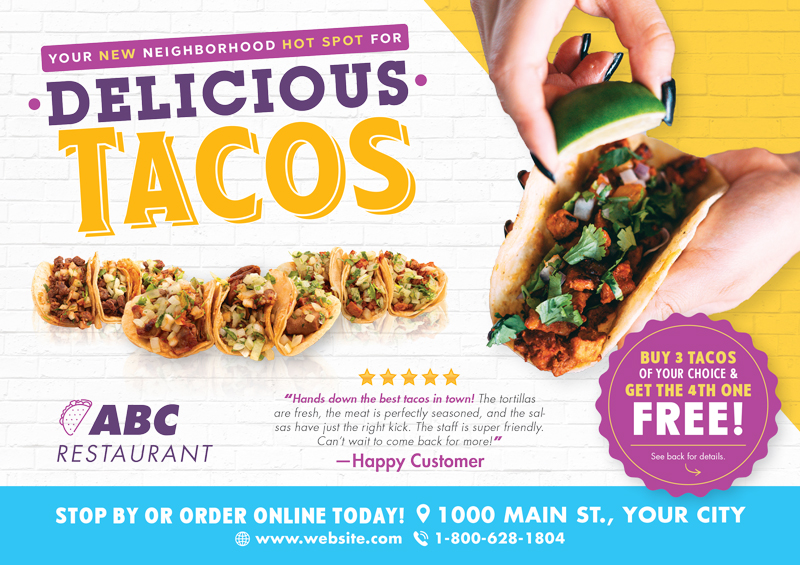 YOUR NEW NEIGHBORHOOD HOT SPOT FOR
•DELICIOUS•
TACOS
BUY 3 TACOS
OF YOUR CHOICE &
GET THE 4TH ONE
FREE!
See back for details.
ABC
RESTAURANT
"Hands down the best tacos in town! The tortillas
are fresh, the meat is perfectly seasoned, and the sal-
sas have just the right kick. The staff is super friendly.
Can't wait to come back for more!"
—Happy Customer
STOP BY OR ORDER ONLINE TODAY! 1000 MAIN ST., YOUR CITY
www.website.com 1-800-628-1804